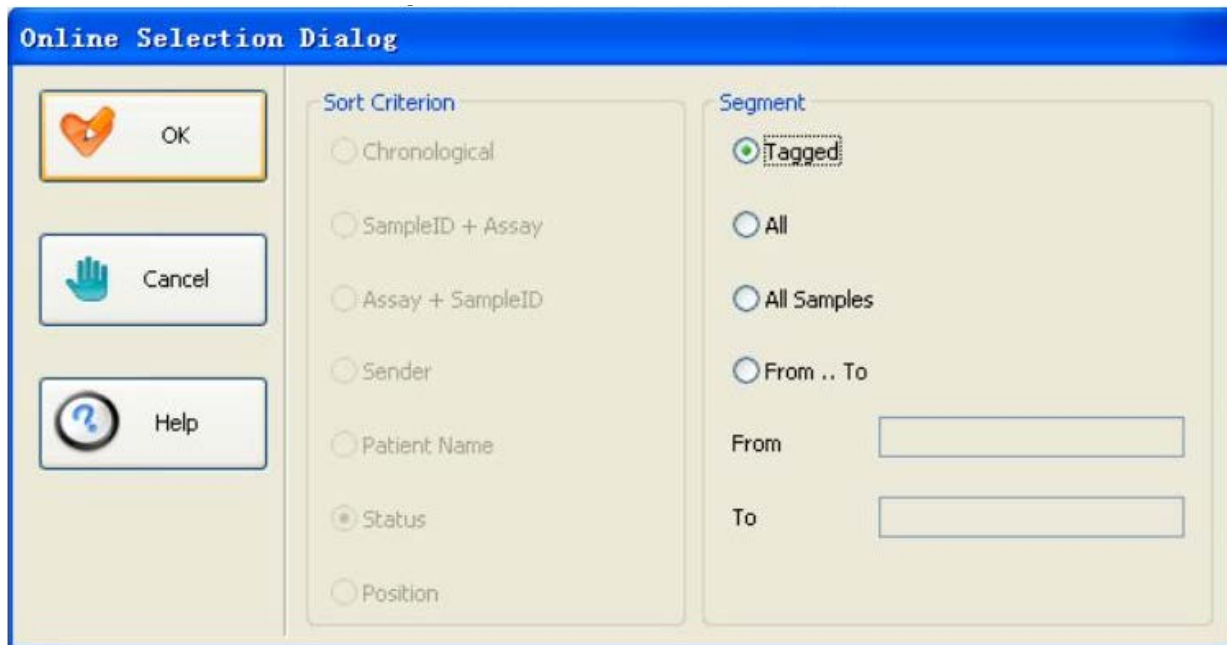 Online Selection Dialog
OK
Cancel
Help
Sort Criterion
Chronological
SampleID + Assay
Assay + SampleID
Sender
Patient Name
Status
Position
Segment
Tagged
All
All Samples
From .. To
From
To